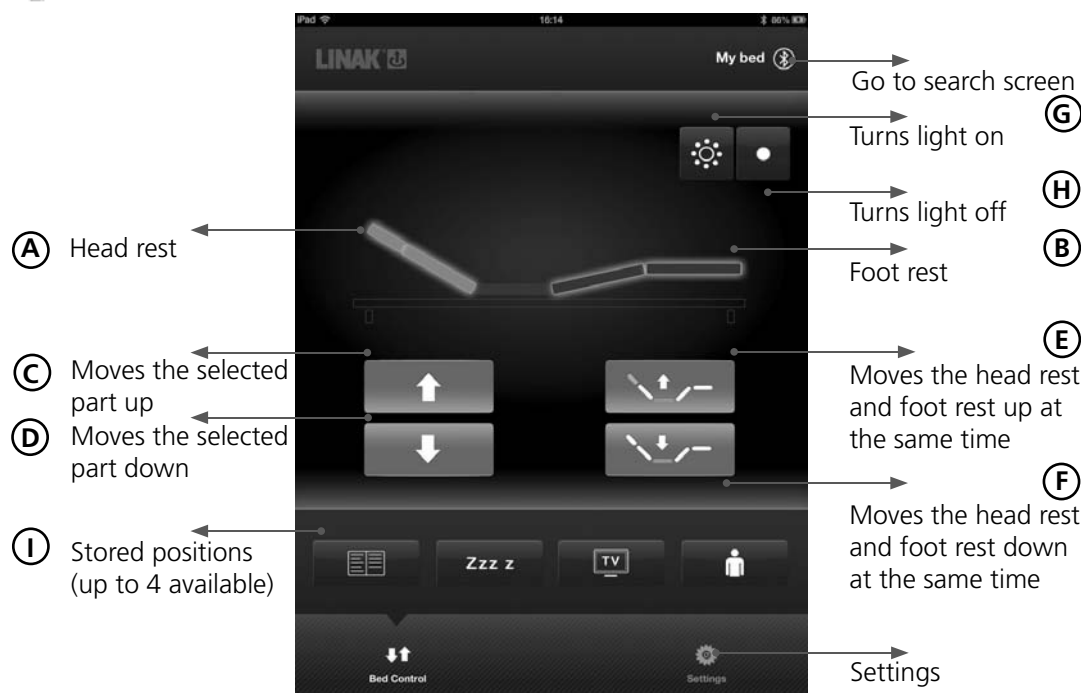 iPad 16:14 86%
LINAK
My bed
Go to search screen
G
Turns light on
H
Turns light off
A Head rest
B
Foot rest
C Moves the selected
part up
D Moves the selected
part down
E
Moves the head rest
and foot rest up at
the same time
F
Moves the head rest
and foot rest down
at the same time
I Stored positions
(up to 4 available)
Zzz z
TV
Bed Control
Settings
Settings